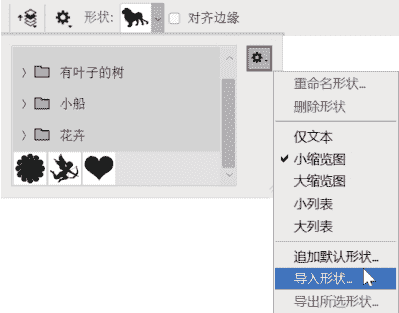 形状:
对齐边缘
有叶子的树
小船
花卉
重命名形状...
删除形状
仅文本
小缩览图
大缩览图
小列表
大列表
追加默认形状...
导入形状...
导出所选形状...